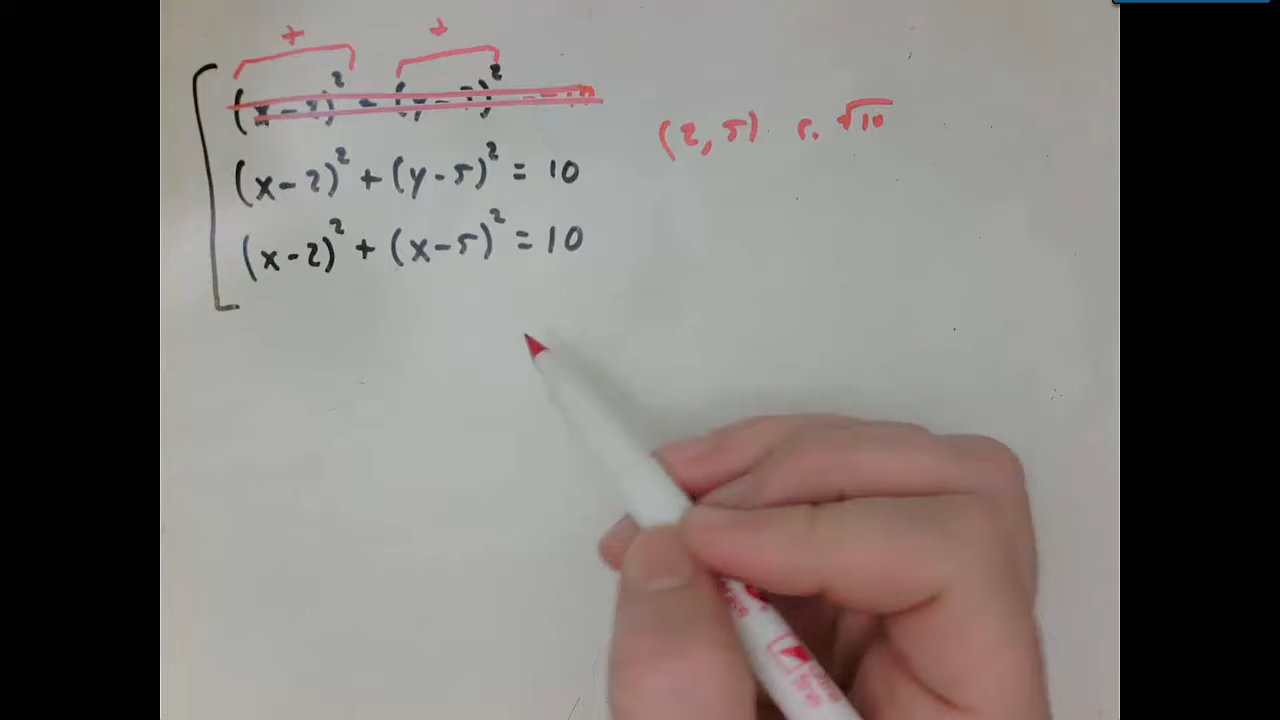 + +
(x-2)² + (y-5)² = 10
(2,5) r. √10
(x-2)² + (x-5)² = 10